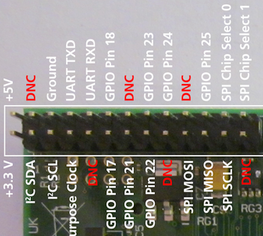 +5V
DNC
Ground
UART TXD
UART RXD
GPIO Pin 18
DNC
GPIO Pin 23
GPIO Pin 24
DNC
GPIO Pin 25
SPI Chip Select 0
SPI Chip Select 1
+3.3 V
I²C SDA
I²C SCL
urpose Clock
DNC
GPIO Pin 17
GPIO Pin 21
GPIO Pin 22
DNC
SPI MOSI
SPI MISO
SPI SCLK
DNC
UK
RG1
RG3